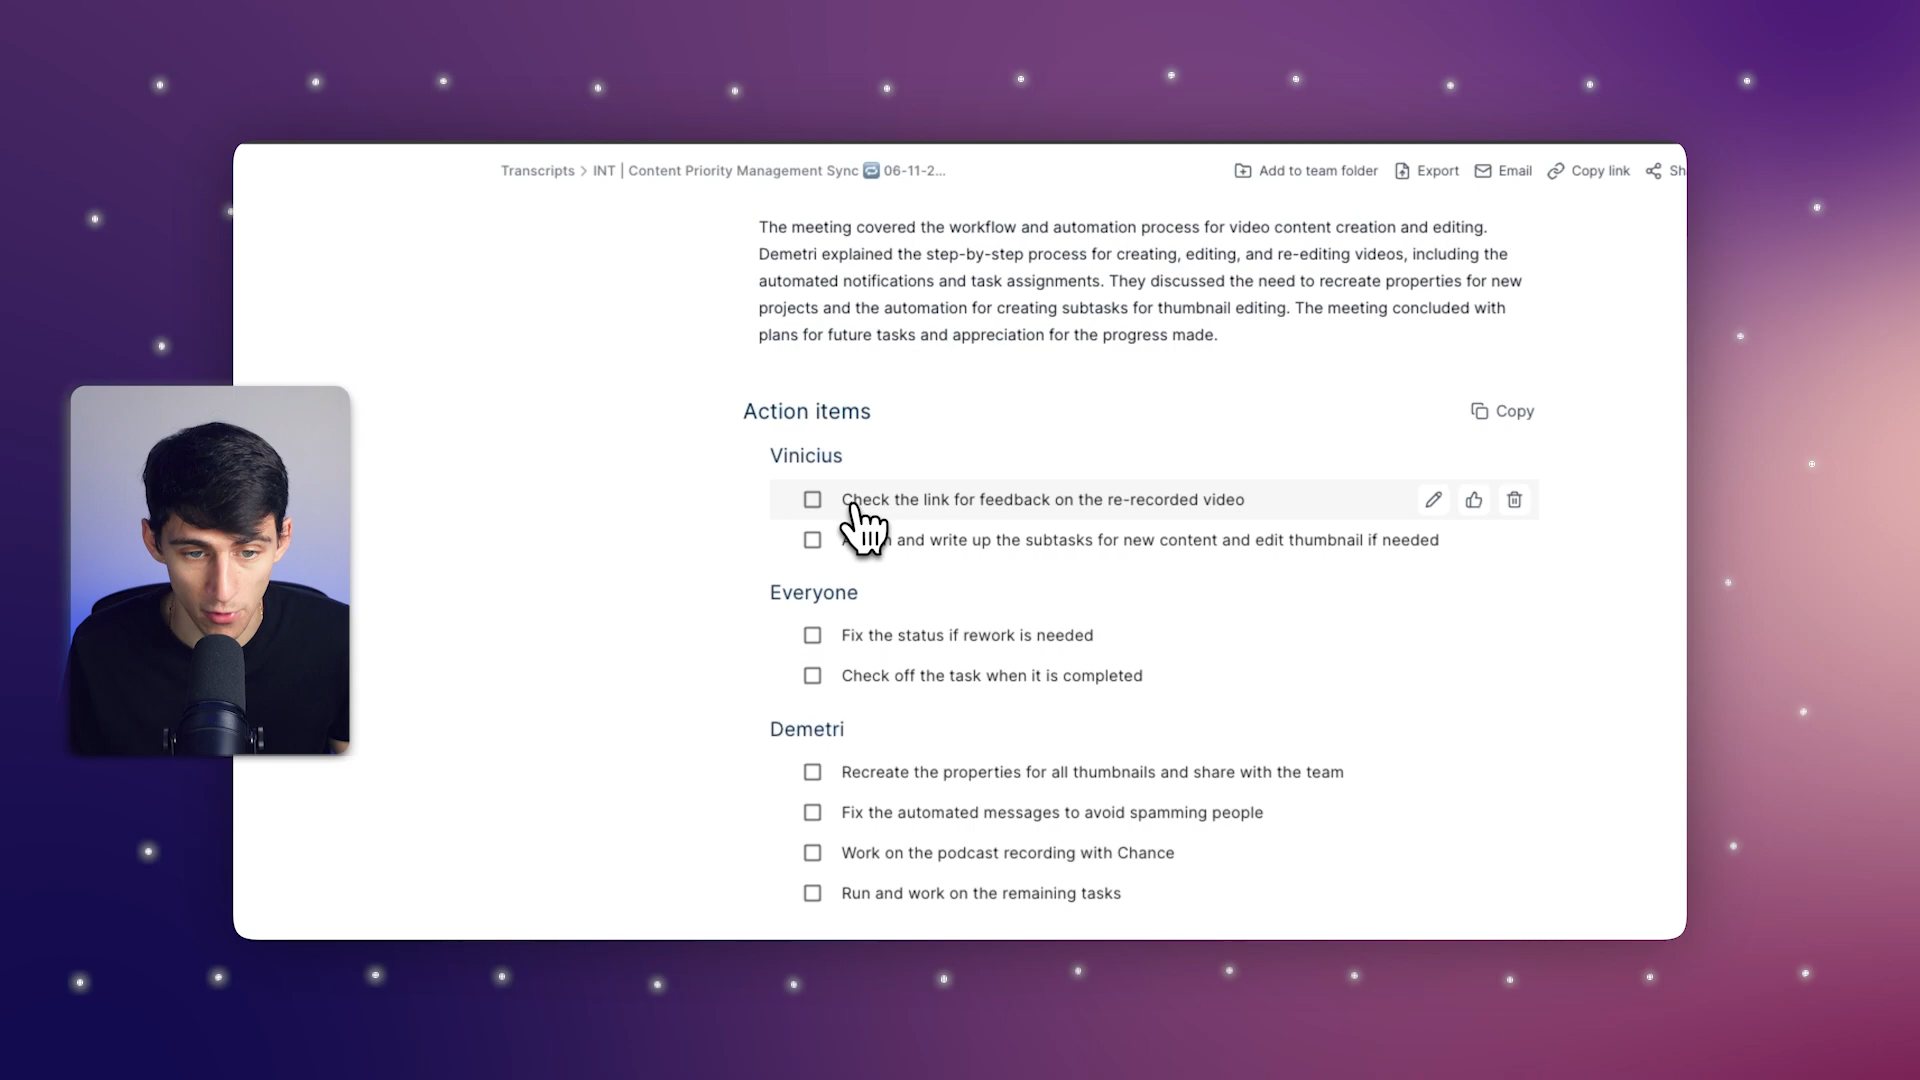 Transcripts > INT | Content Priority Management Sync 06-11-2...
Add to team folder
Export
Email
Copy link
The meeting covered the workflow and automation process for video content creation and editing.
Demetri explained the step-by-step process for creating, editing, and re-editing videos, including the
automated notifications and task assignments. They discussed the need to recreate properties for new
projects and the automation for creating subtasks for thumbnail editing. The meeting concluded with
plans for future tasks and appreciation for the progress made.
Action items
Copy
Vinicius
Check the link for feedback on the re-recorded video
and write up the subtasks for new content and edit thumbnail if needed
Everyone
Fix the status if rework is needed
Check off the task when it is completed
Demetri
Recreate the properties for all thumbnails and share with the team
Fix the automated messages to avoid spamming people
Work on the podcast recording with Chance
Run and work on the remaining tasks